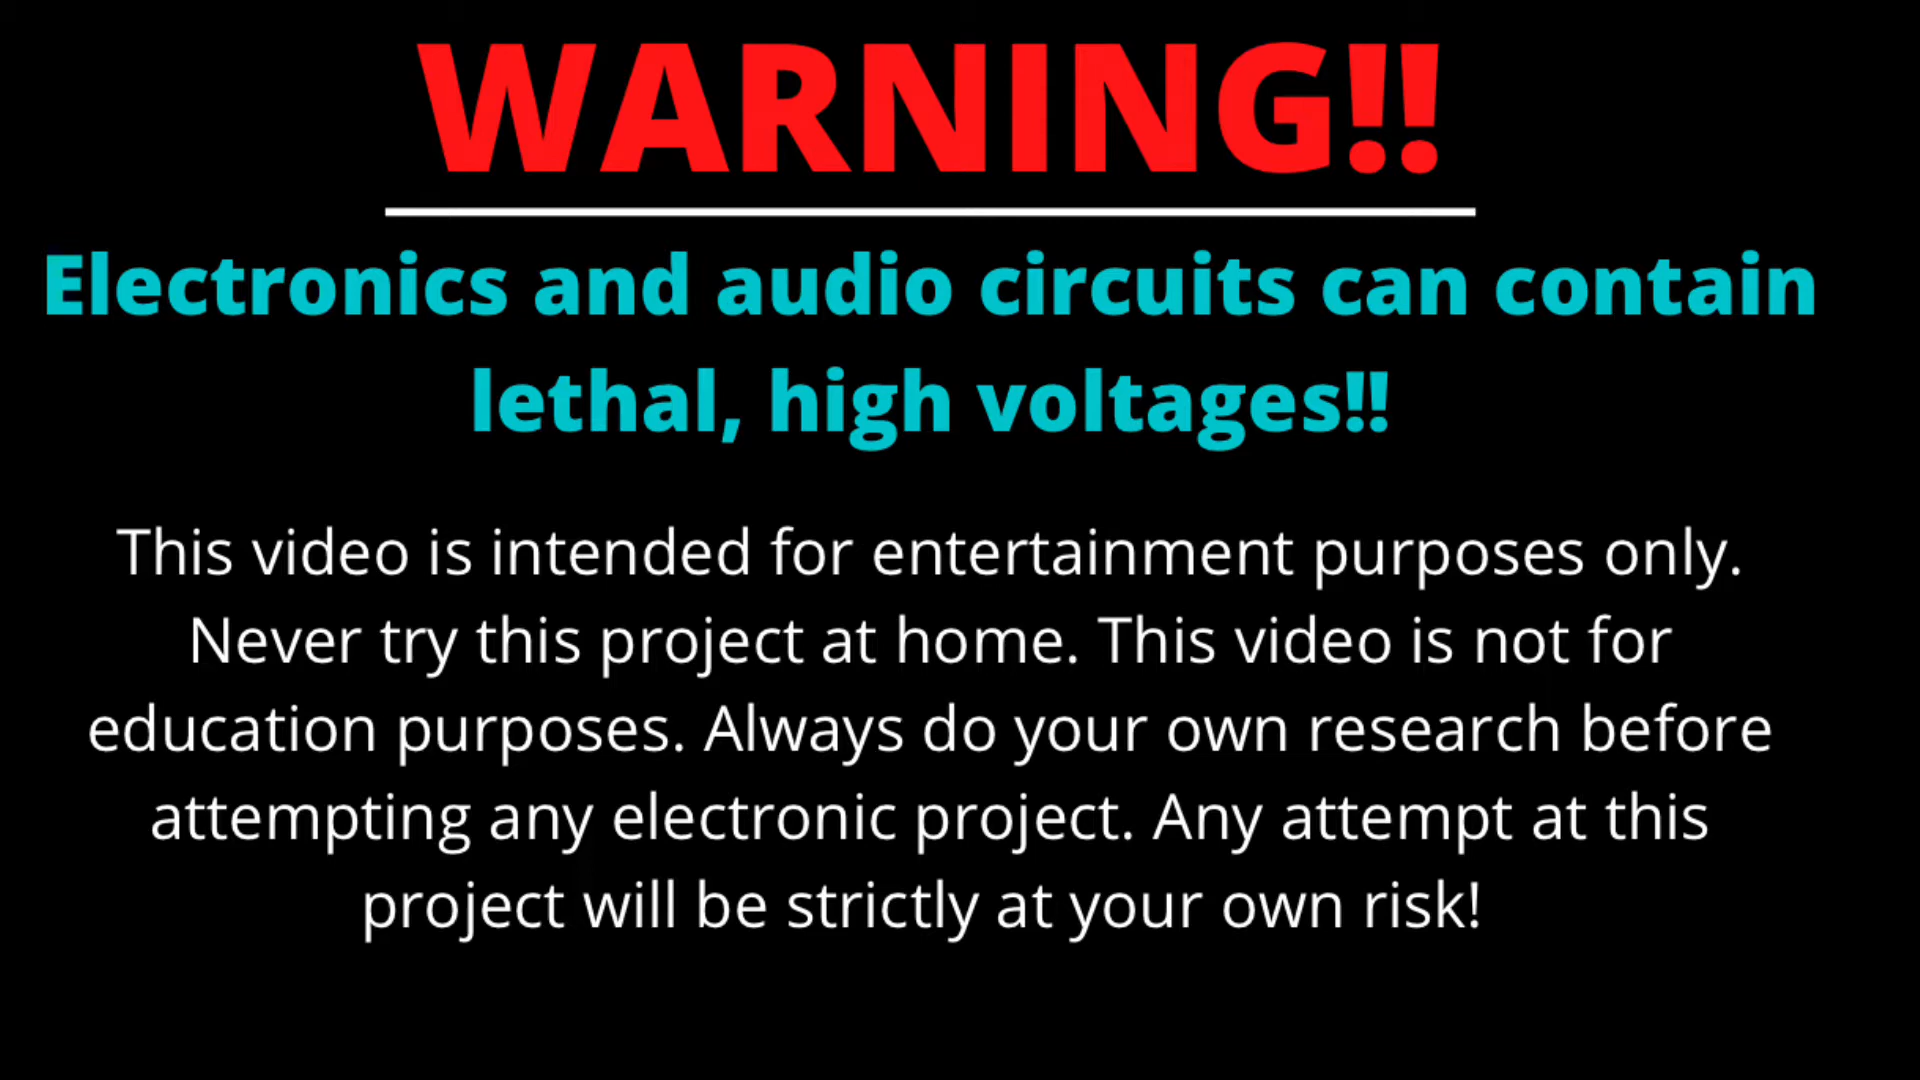 WARNING!!
Electronics and audio circuits can contain
lethal, high voltages!!
This video is intended for entertainment purposes only.
Never try this project at home. This video is not for
education purposes. Always do your own research before
attempting any electronic project. Any attempt at this
project will be strictly at your own risk!